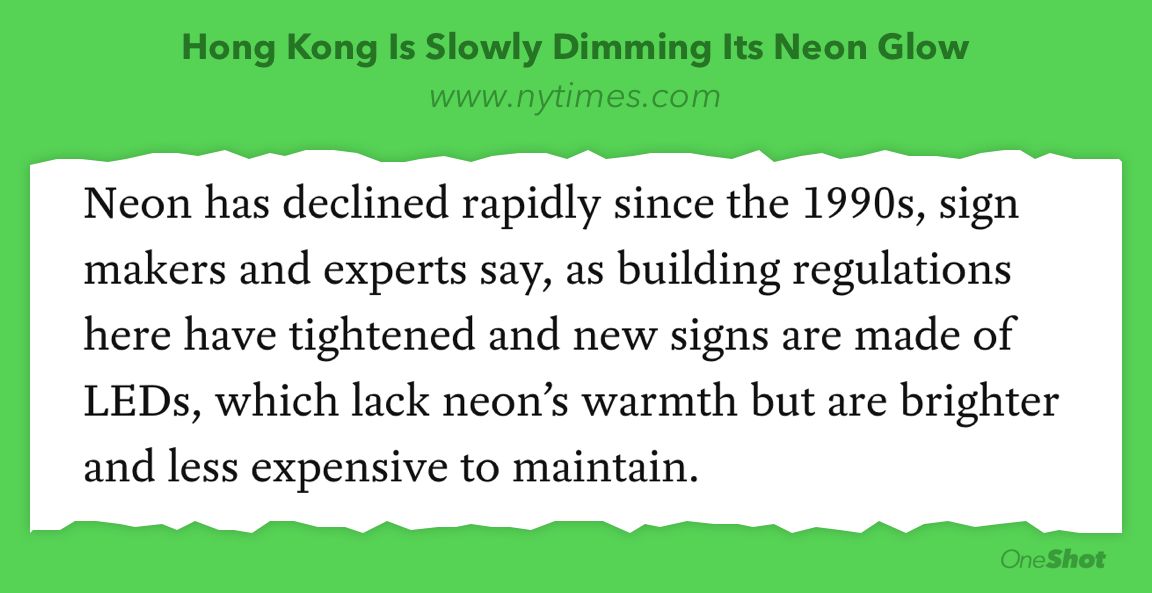 Hong Kong Is Slowly Dimming Its Neon Glow
www.nytimes.com
Neon has declined rapidly since the 1990s, sign
makers and experts say, as building regulations
here have tightened and new signs are made of
LEDs, which lack neon’s warmth but are brighter
and less expensive to maintain.
OneShot